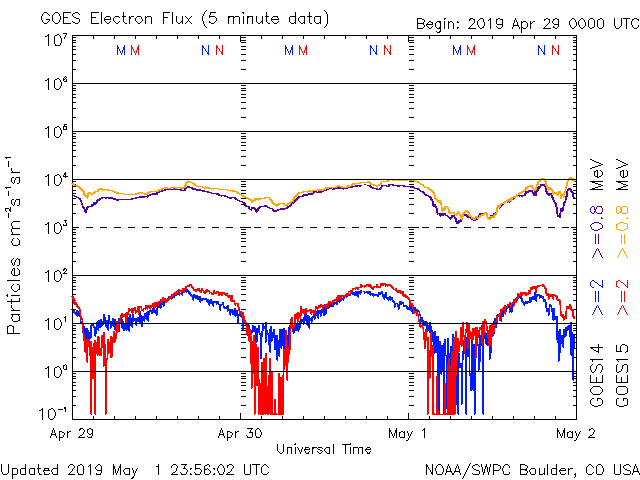 GOES Electron Flux (5 minute data)
Begin: 2019 Apr 29 0000 UTC
10⁷
M M N N M M N N M M N N
10⁶
10⁵
10⁴
10³
10²
10¹
10⁰
10⁻¹
Particles cm⁻²s⁻¹sr⁻¹
GOES14 >=2 >=0.8 MeV
GOES15 >=2 >=0.8 MeV
Apr 29 Apr 30 May 1 May 2
Universal Time
Updated 2019 May 1 23:56:02 UTC
NOAA/SWPC Boulder, CO USA